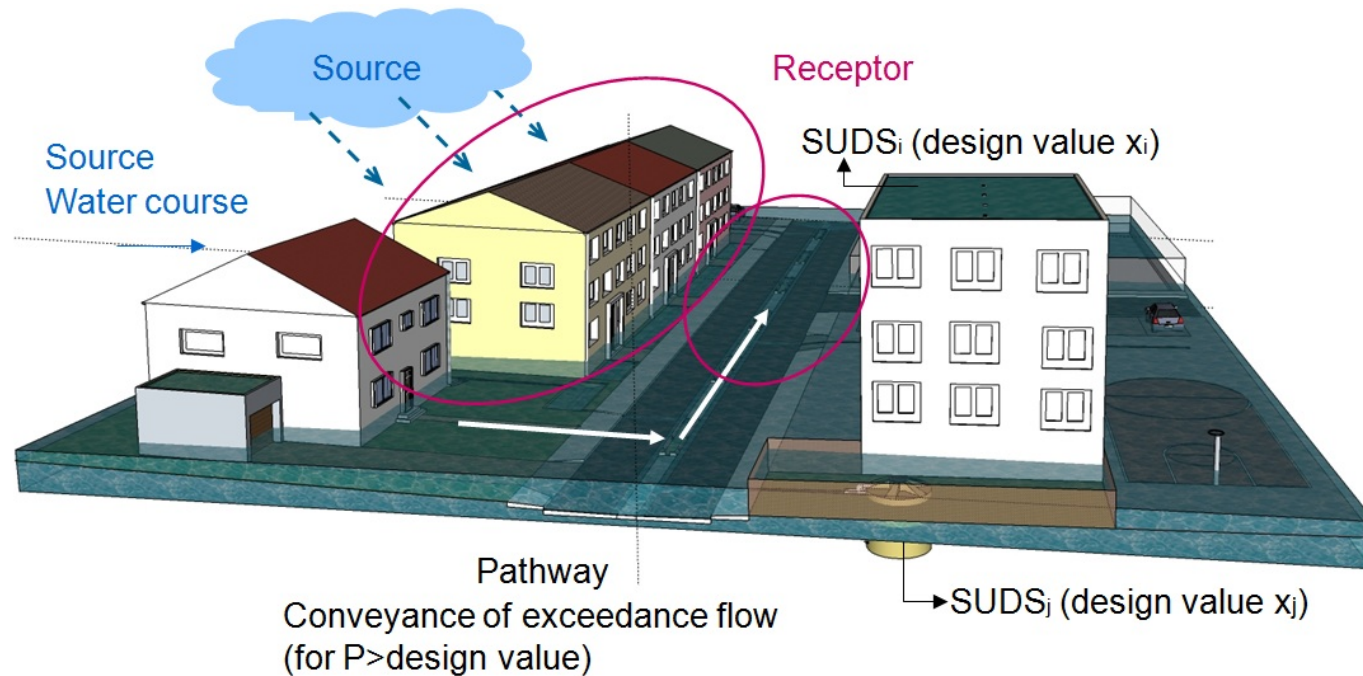 Source
Receptor
SUDSi (design value xi)
Source
Water course
Pathway
Conveyance of exceedance flow
(for P>design value)
SUDSj (design value xj)